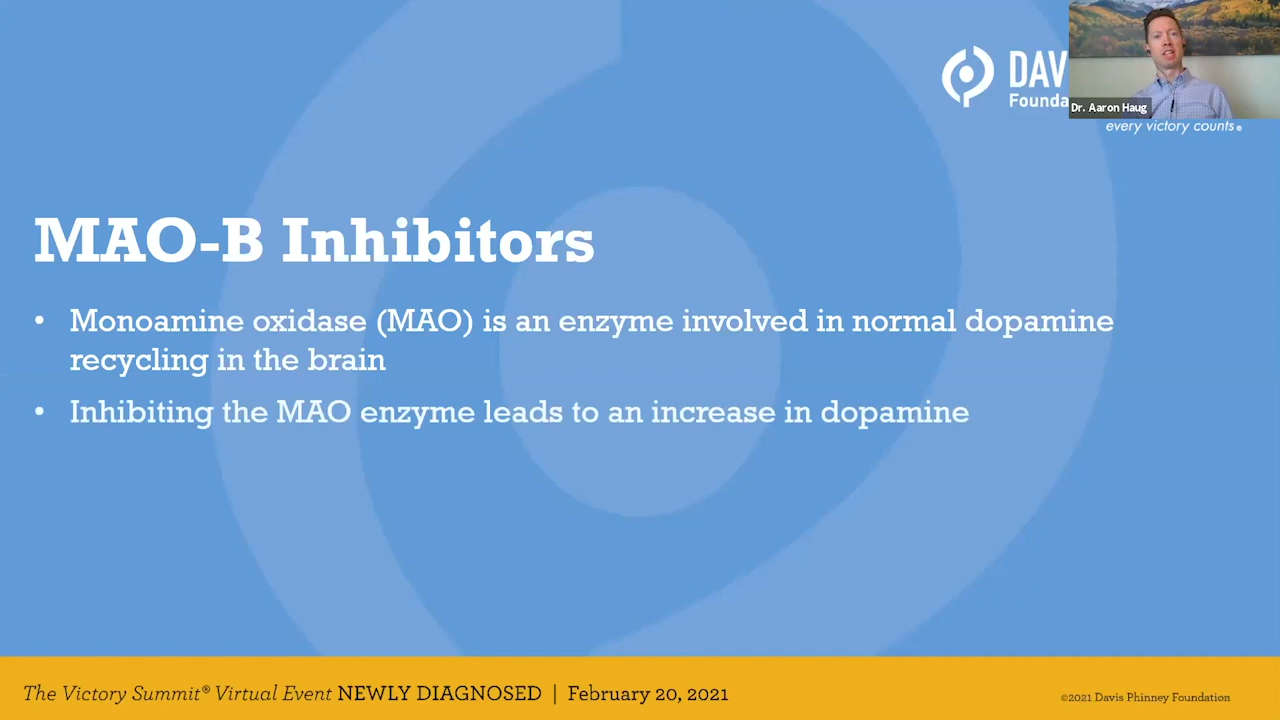 DAV
Founda
Dr. Aaron Haug
every victory counts®
MAO-B Inhibitors
• Monoamine oxidase (MAO) is an enzyme involved in normal dopamine
recycling in the brain
• Inhibiting the MAO enzyme leads to an increase in dopamine
The Victory Summit® Virtual Event NEWLY DIAGNOSED | February 20, 2021
©2021 Davis Phinney Foundation